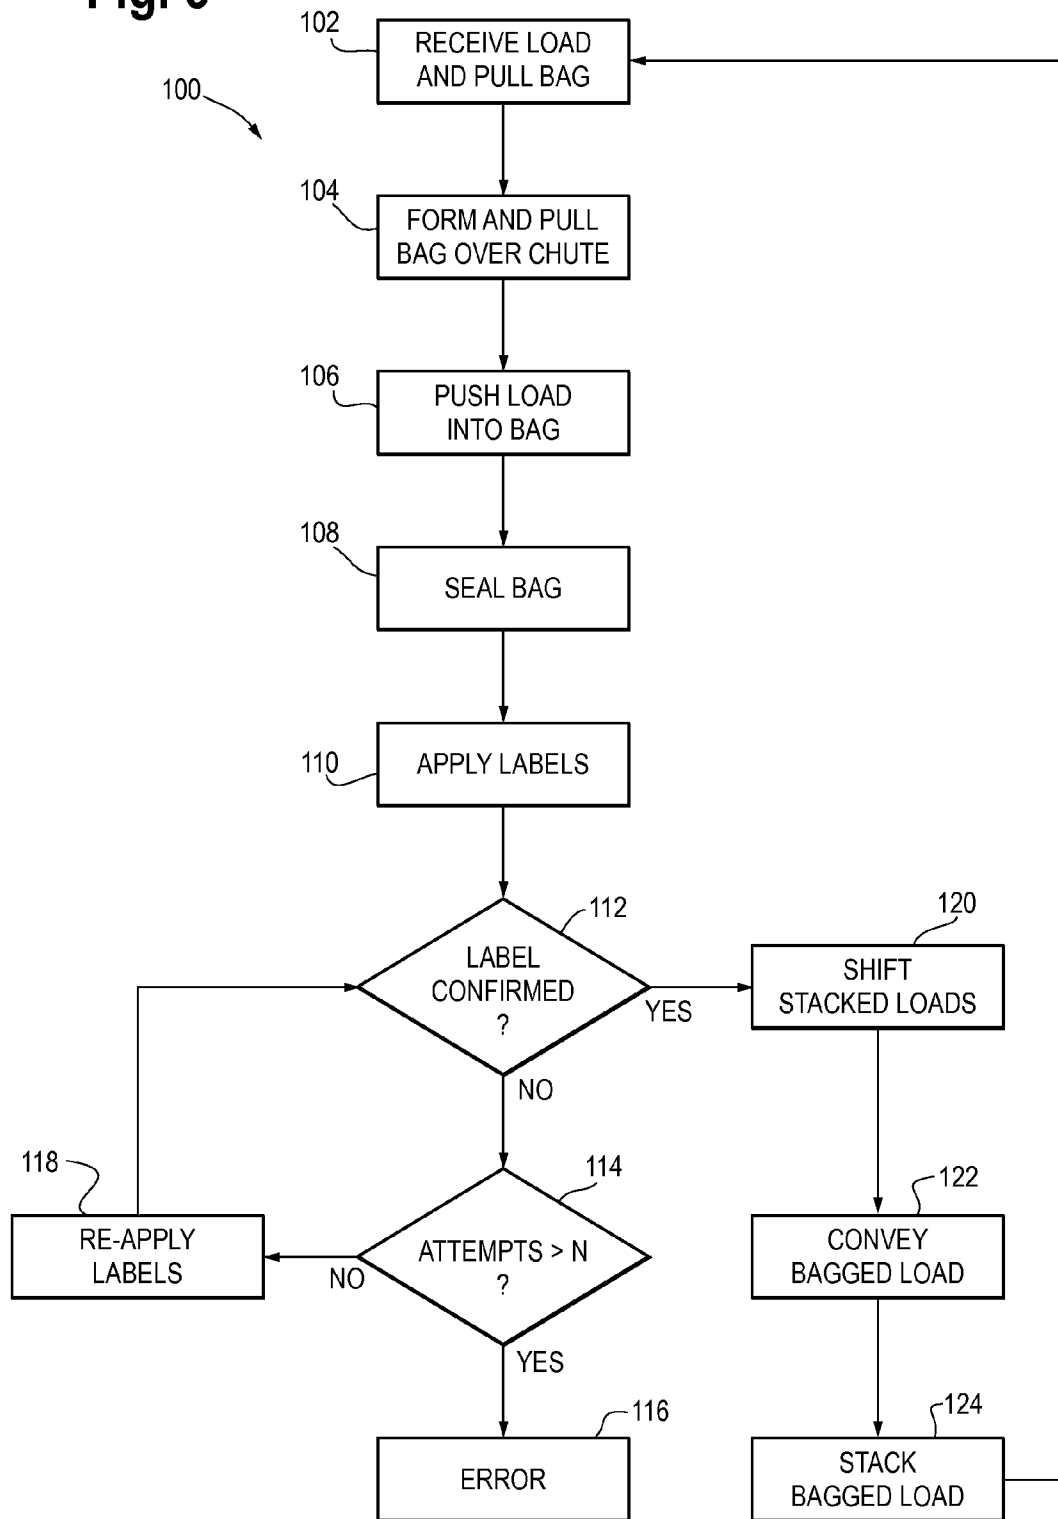 102
RECEIVE LOAD
AND PULL BAG
100
104
FORM AND PULL
BAG OVER CHUTE
106
PUSH LOAD
INTO BAG
108
SEAL BAG
110
APPLY LABELS
112
LABEL
CONFIRMED
?
YES
NO
120
SHIFT
STACKED LOADS
118
RE-APPLY
LABELS
114
ATTEMPTS > N
?
NO
YES
122
CONVEY
BAGGED LOAD
116
ERROR
124
STACK
BAGGED LOAD